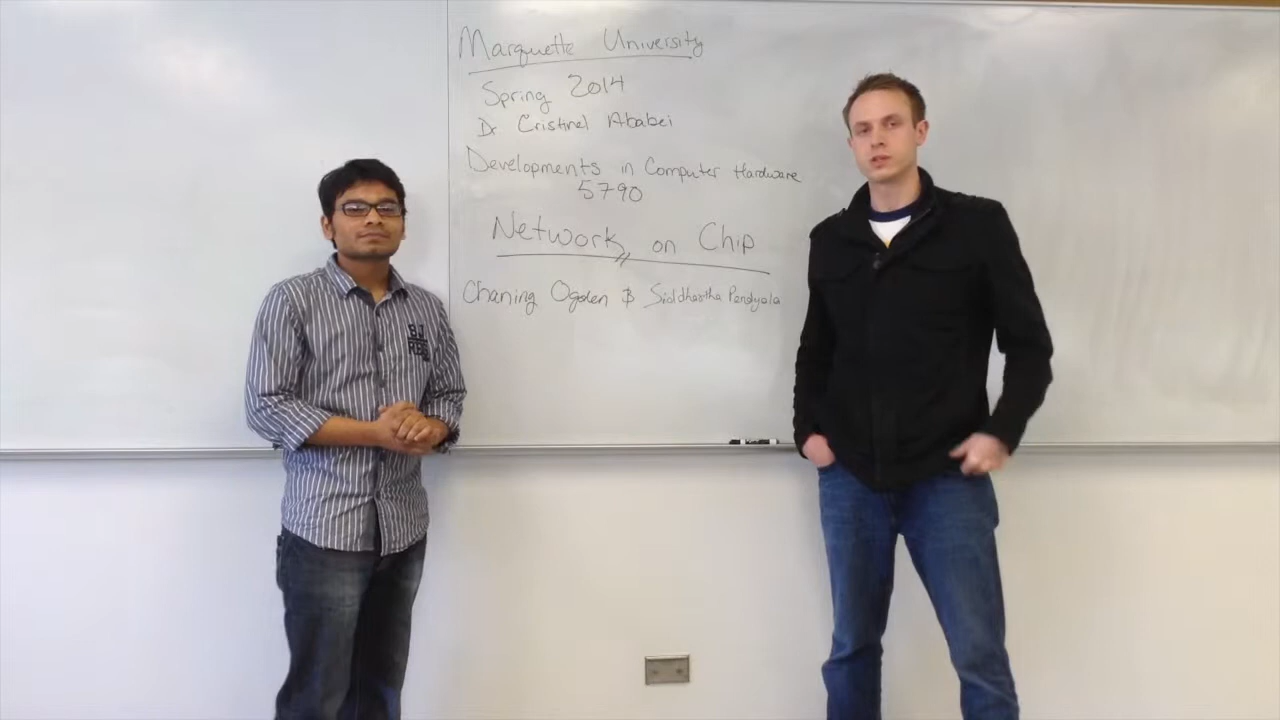 Marquette University
Spring 2014
Dr Cristinel Ababei
Developments in Computer Hardware
5790
Network on Chip
Chaning Ogden & Siddhartha Pendyala